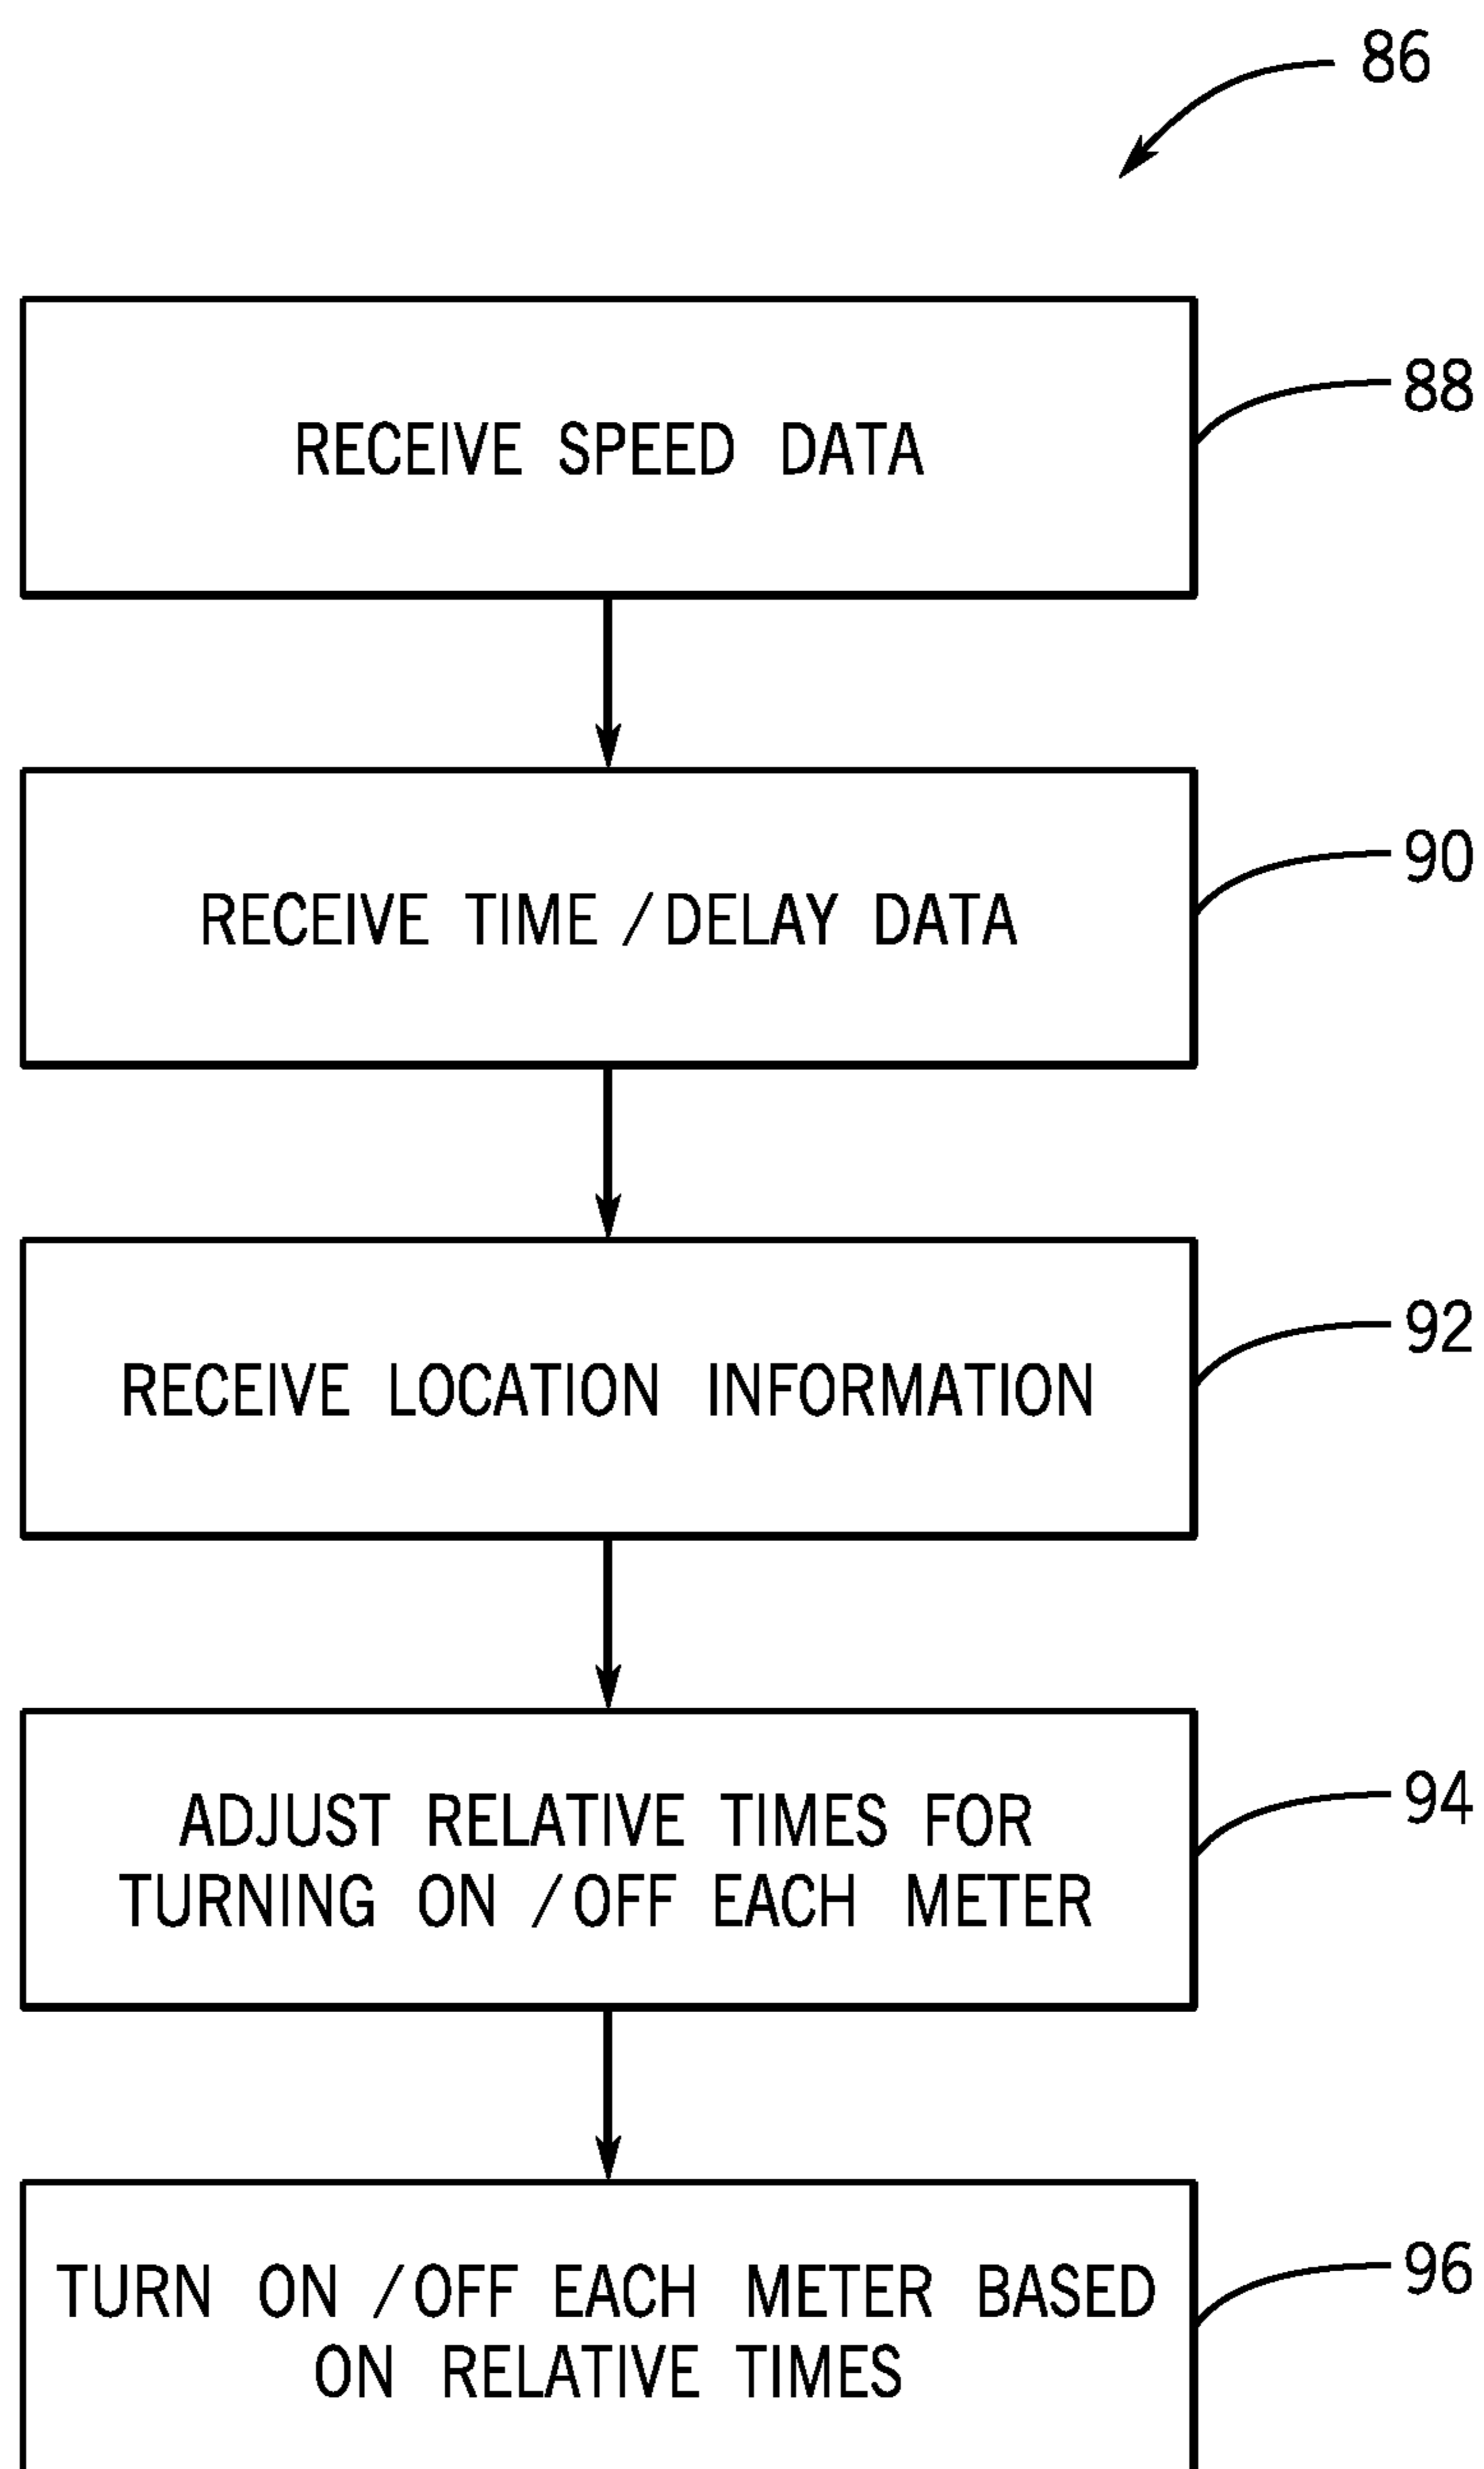 86
RECEIVE SPEED DATA
88
RECEIVE TIME/DELAY DATA
90
RECEIVE LOCATION INFORMATION
92
ADJUST RELATIVE TIMES FOR
TURNING ON/OFF EACH METER
94
TURN ON/OFF EACH METER BASED
ON RELATIVE TIMES
96